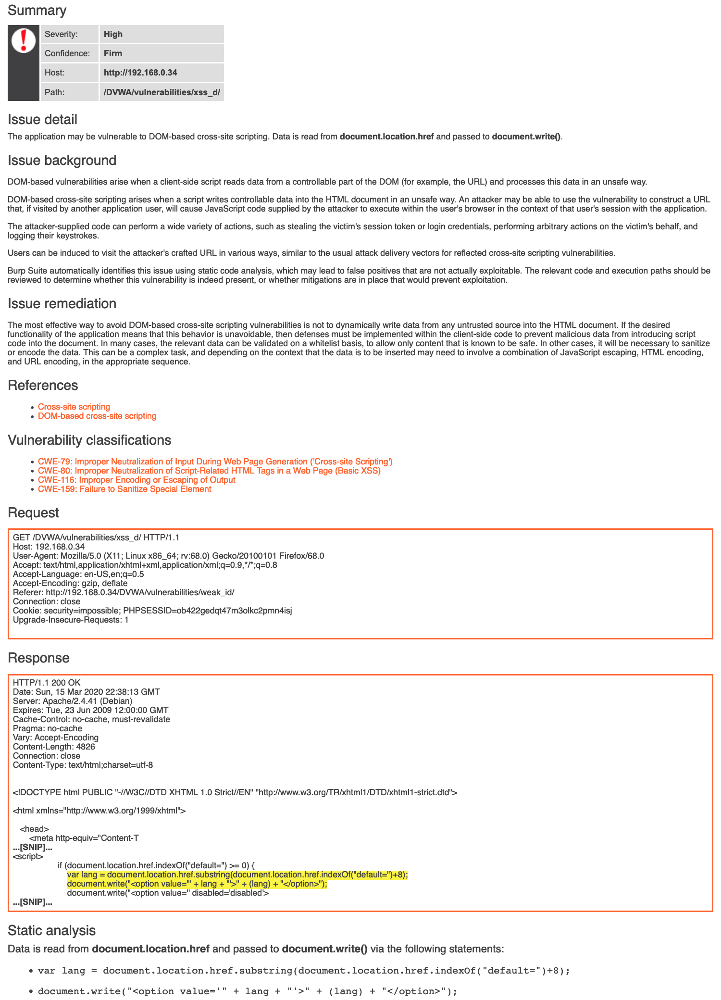 Summary
Severity: High
Confidence: Firm
Host: http://192.168.0.34
Path: /DVWA/vulnerabilities/xss_d/
Issue detail
The application may be vulnerable to DOM-based cross-site scripting. Data is read from document.location.href and passed to document.write().
Issue background
DOM-based vulnerabilities arise when a client-side script reads data from a controllable part of the DOM (for example, the URL) and processes this data in an unsafe way.
DOM-based cross-site scripting arises when a script writes controllable data into the HTML document in an unsafe way. An attacker may be able to use the vulnerability to construct a URL
that, if visited by another application user, will cause JavaScript code supplied by the attacker to execute within the user's browser in the context of that user's session with the application.
The attacker-supplied code can perform a wide variety of actions, such as stealing the victim's session token or login credentials, performing arbitrary actions on the victim's behalf, and
logging their keystrokes.
Users can be induced to visit the attacker's crafted URL in various ways, similar to the usual attack delivery vectors for reflected cross-site scripting vulnerabilities.
Burp Suite automatically identifies this issue using static code analysis, which may lead to false positives that are not actually exploitable. The relevant code and execution paths should be
reviewed to determine whether this vulnerability is indeed present, or whether mitigations are in place that would prevent exploitation.
Issue remediation
The most effective way to avoid DOM-based cross-site scripting vulnerabilities is not to dynamically write data from any untrusted source into the HTML document. If the desired
functionality of the application means that this behavior is unavoidable, then defenses must be implemented within the client-side code to prevent malicious data from introducing script
code into the document. In many cases, the relevant data can be validated on a whitelist basis, to allow only content that is known to be safe. In other cases, it will be necessary to sanitize
or encode the data. This can be a complex task, and depending on the context that the data is to be inserted may need to involve a combination of JavaScript escaping, HTML encoding,
and URL encoding, in the appropriate sequence.
References
• Cross-site scripting
• DOM-based cross-site scripting
Vulnerability classifications
• CWE-79: Improper Neutralization of Input During Web Page Generation ('Cross-site Scripting')
• CWE-80: Improper Neutralization of Script-Related HTML Tags in a Web Page (Basic XSS)
• CWE-116: Improper Encoding or Escaping of Output
• CWE-159: Failure to Sanitize Special Element
Request
GET /DVWA/vulnerabilities/xss_d/ HTTP/1.1
Host: 192.168.0.34
User-Agent: Mozilla/5.0 (X11; Linux x86_64; rv:68.0) Gecko/20100101 Firefox/68.0
Accept: text/html,application/xhtml+xml,application/xml;q=0.9,*/*;q=0.8
Accept-Language: en-US,en;q=0.5
Accept-Encoding: gzip, deflate
Referer: http://192.168.0.34/DVWA/vulnerabilities/weak_id/
Connection: close
Cookie: security=impossible; PHPSESSID=ob422gedqt47m3olkc2pmn4isj
Upgrade-Insecure-Requests: 1
Response
HTTP/1.1 200 OK
Date: Sun, 15 Mar 2020 22:38:13 GMT
Server: Apache/2.4.41 (Debian)
Expires: Tue, 23 Jun 2009 12:00:00 GMT
Cache-Control: no-cache, must-revalidate
Pragma: no-cache
Vary: Accept-Encoding
Content-Length: 4826
Connection: close
Content-Type: text/html;charset=utf-8
<!DOCTYPE html PUBLIC "-//W3C//DTD XHTML 1.0 Strict//EN" "http://www.w3.org/TR/xhtml1/DTD/xhtml1-strict.dtd">
<html xmlns="http://www.w3.org/1999/xhtml">
<head>
<meta http-equiv="Content-T
...[SNIP]...
<script>
if (document.location.href.indexOf("default=") >= 0) {
var lang = document.location.href.substring(document.location.href.indexOf("default=")+8);
document.write("<option value='" + lang + "'>" + (lang) + "</option>");
document.write("<option value='' disabled='disabled'>
...[SNIP]...
Static analysis
Data is read from document.location.href and passed to document.write() via the following statements:
• var lang = document.location.href.substring(document.location.href.indexOf("default=")+8);
• document.write("<option value='" + lang + "'>" + (lang) + "</option>");